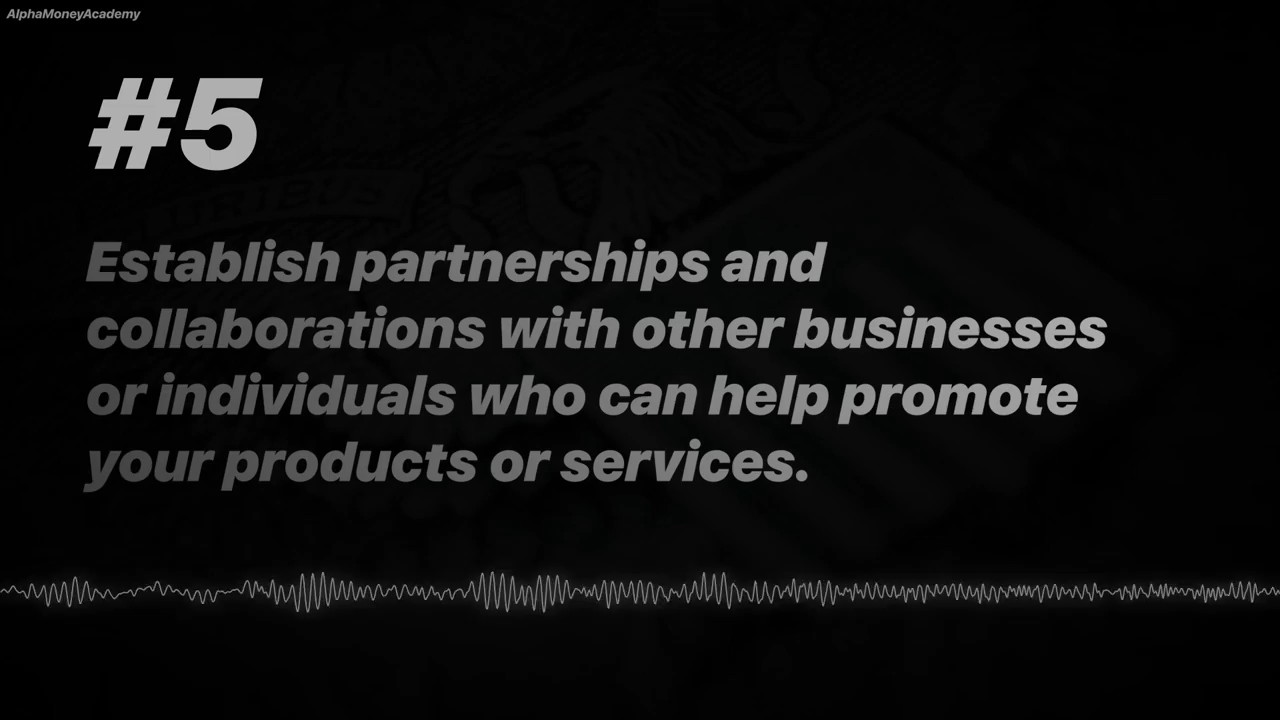 AlphaMoneyAcademy
#5
Establish partnerships and
collaborations with other businesses
or individuals who can help promote
your products or services.